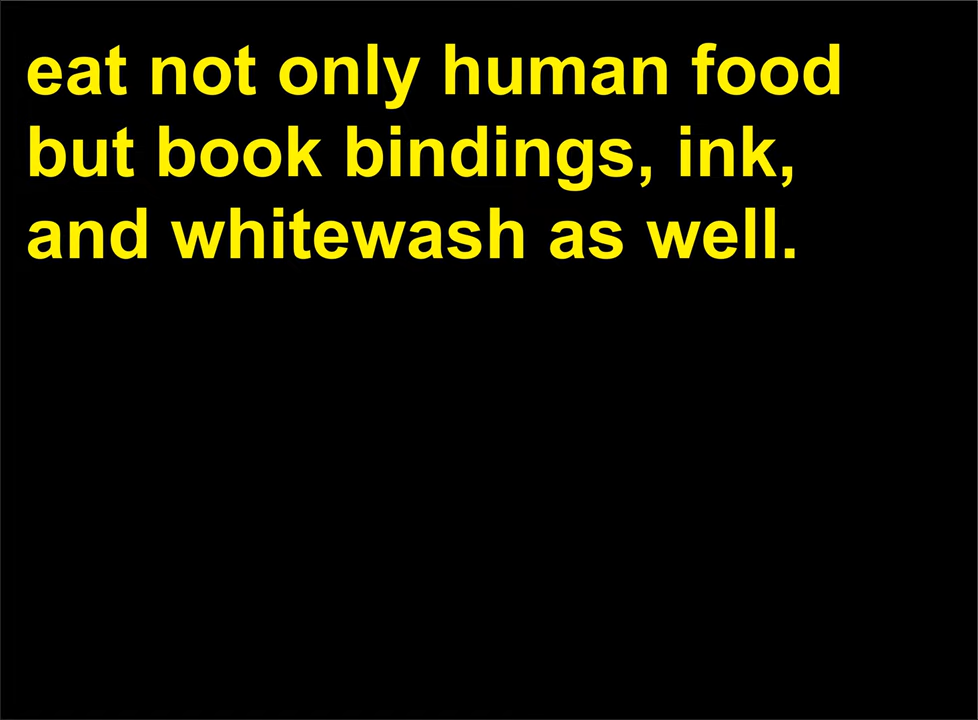 eat not only human food
but book bindings, ink,
and whitewash as well.